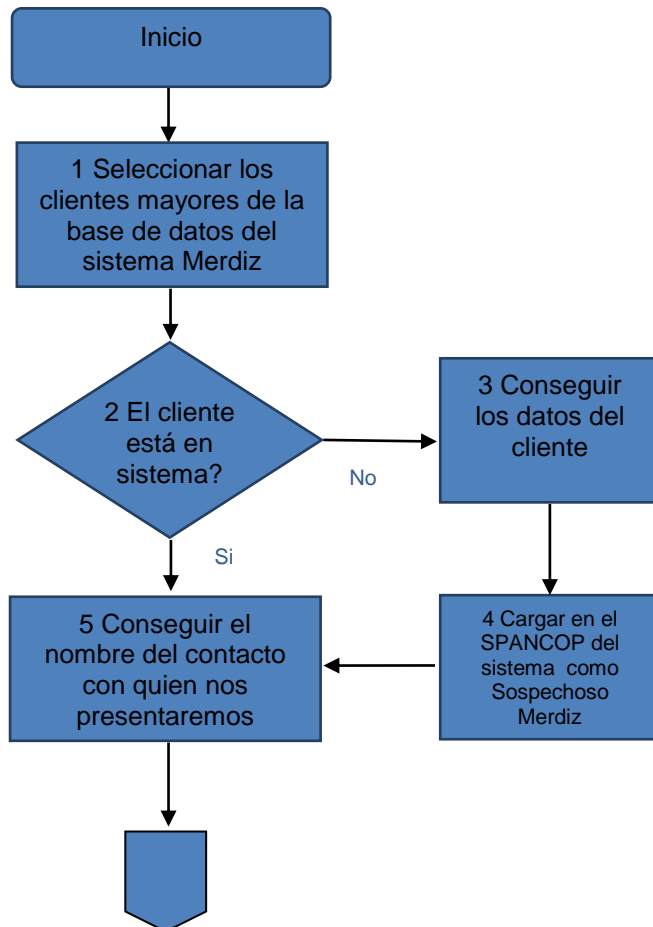 Inicio
1 Seleccionar los
clientes mayores de la
base de datos del
sistema Merdiz
2 El cliente
está en
sistema?
No
3 Conseguir
los datos del
cliente
Si
4 Cargar en el
SPANCOP del
sistema como
Sospechoso
Merdiz
5 Conseguir el
nombre del contacto
con quien nos
presentaremos